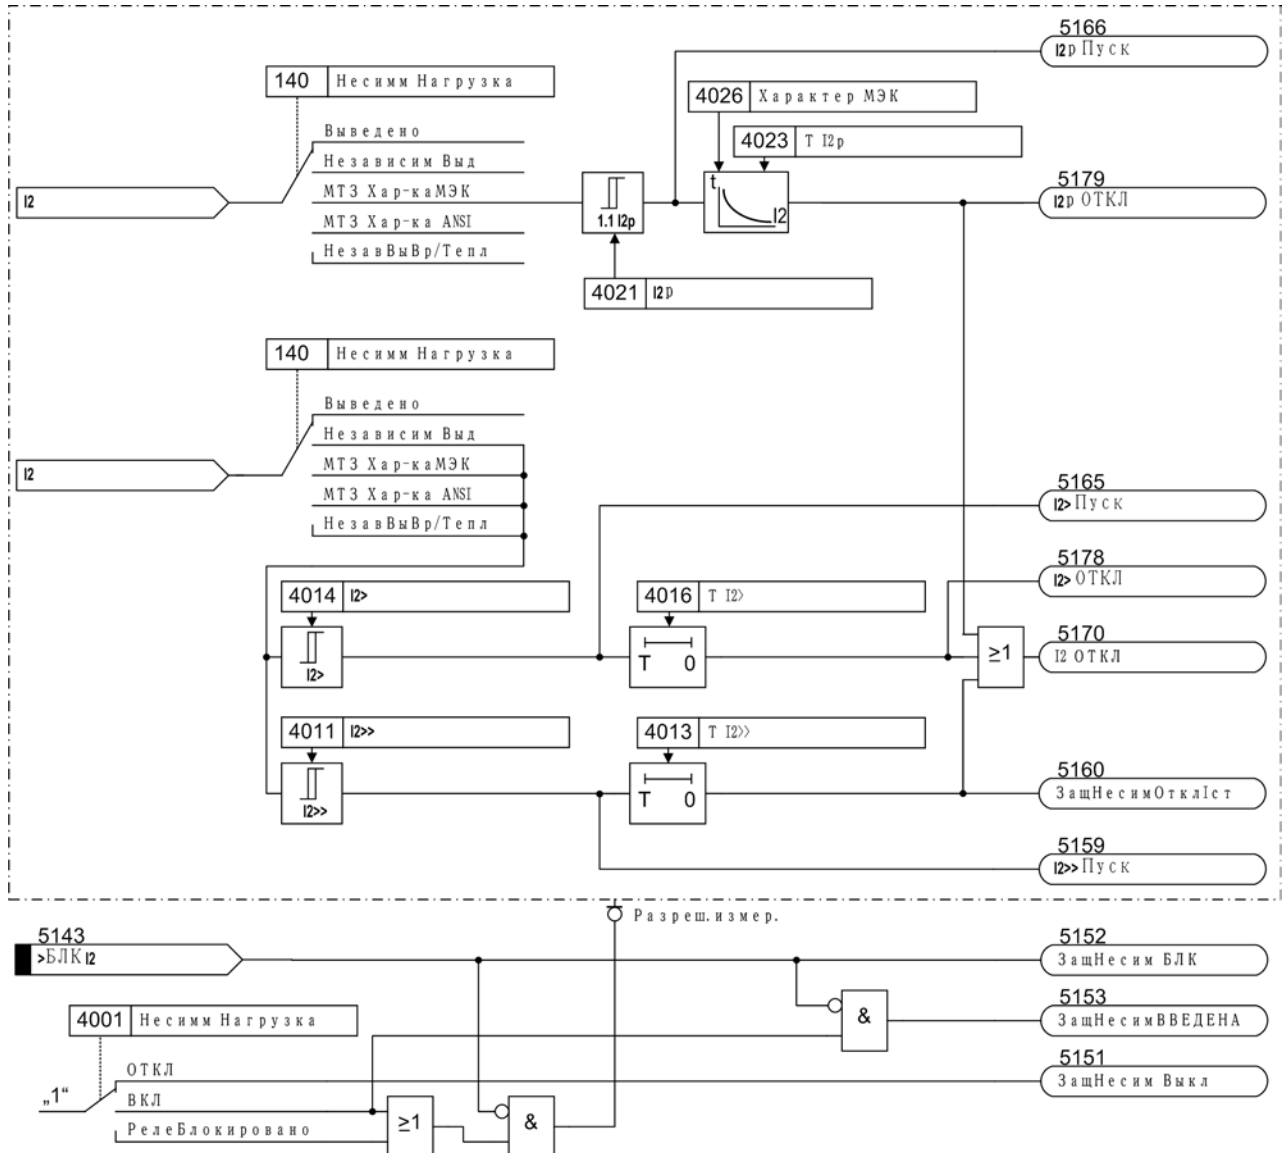 5166
I2p Пуск
140 Несимм Нагрузка
4026 Характер МЭК
4023 T I2p
Выведено
Независим Выд
МТЗ Хар-каМЭК
МТЗ Хар-ка ANSI
НезавВыВр/Тепл
I2
1.1 I2p
t
I2
5179
I2p ОТКЛ
4021 I2p
140 Несимм Нагрузка
Выведено
Независим Выд
МТЗ Хар-каМЭК
МТЗ Хар-ка ANSI
НезавВыВр/Тепл
I2
5165
I2> Пуск
5178
I2> ОТКЛ
4014 I2>
4016 T I2>
I2>
T 0
≥1
5170
I2 ОТКЛ
4011 I2>>
4013 T I2>>
I2>>
T 0
5160
ЗащНесимОтклIст
5159
I2>> Пуск
Разреш.измер.
5143
>БЛК I2
5152
ЗащНесим БЛК
5153
ЗащНесимВВЕДЕНА
&
4001 Несимм Нагрузка
5151
ЗащНесим Выкл
„1“
ОТКЛ
ВКЛ
РелеБлокировано
≥1
&